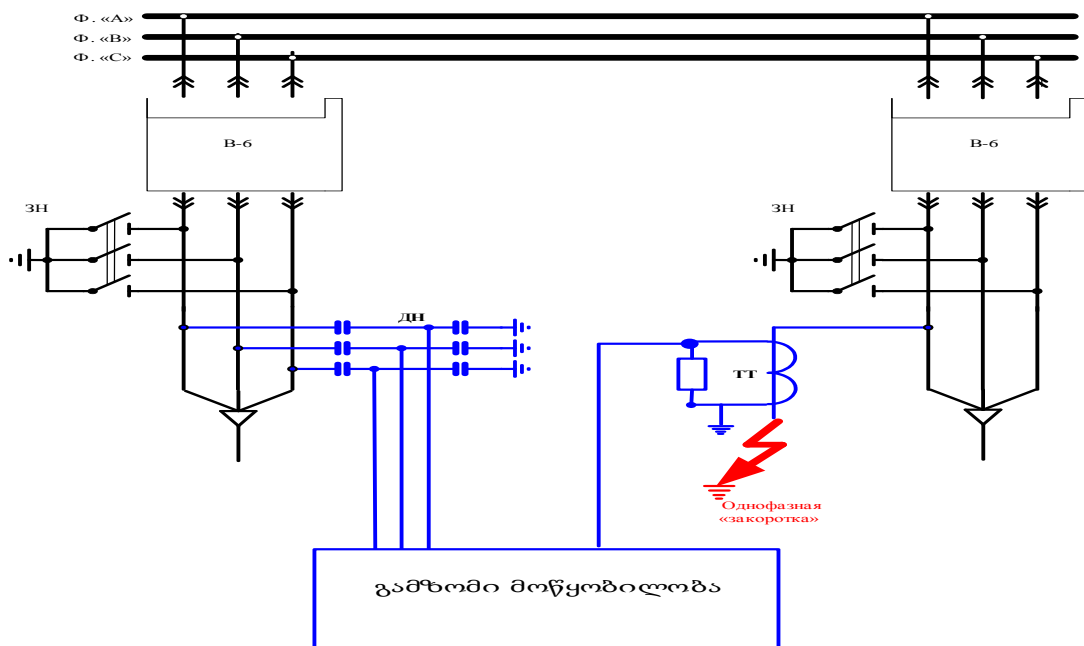 Ф. «А»
Ф. «В»
Ф. «С»
В-6
В-6
ЗН
ЗН
ДН
ТТ
Однофазная
«закоротка»
გამზომი მოწყობილობა